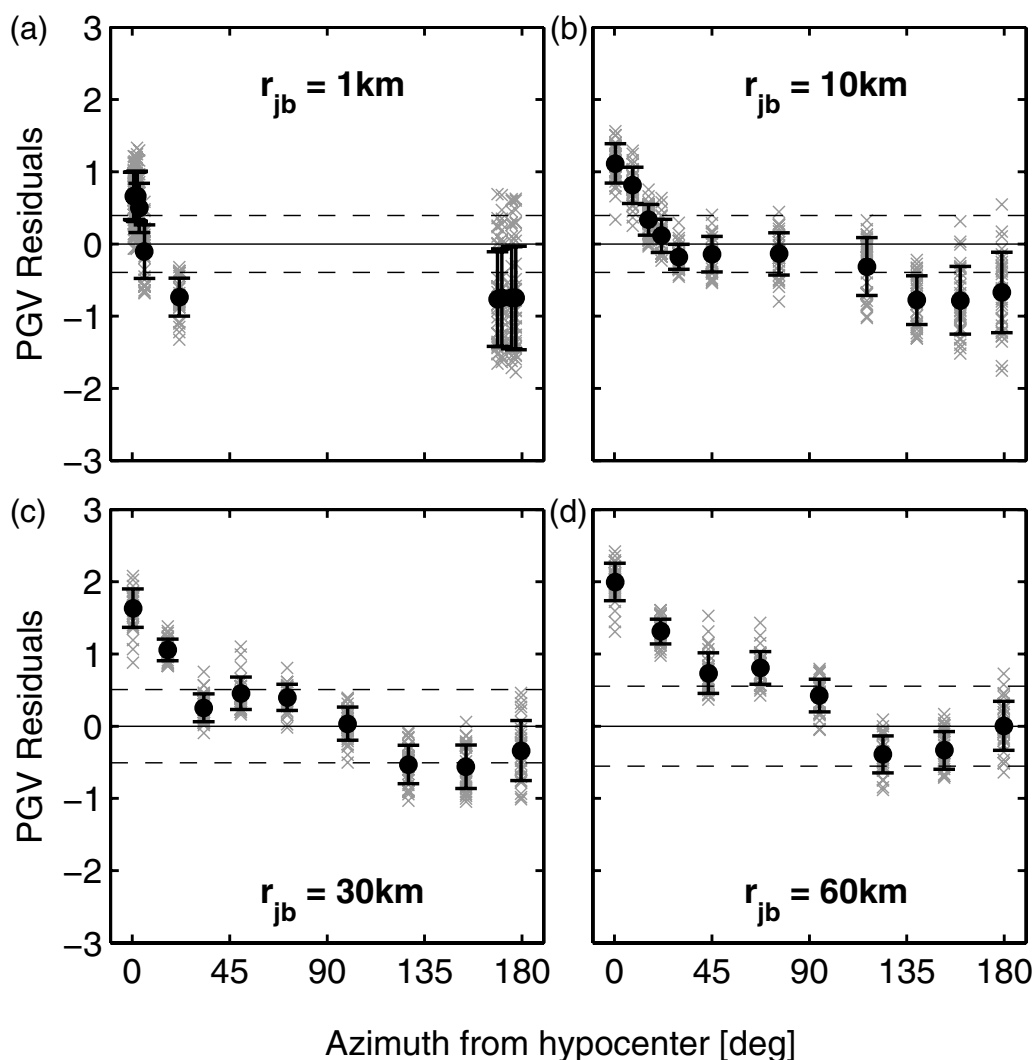 (a)
r_jb = 1km
3
2
1
0
−1
−2
−3
PGV Residuals
(b)
r_jb = 10km
(c)
r_jb = 30km
3
2
1
0
−1
−2
−3
PGV Residuals
0 45 90 135 180
(d)
r_jb = 60km
0 45 90 135 180
Azimuth from hypocenter [deg]